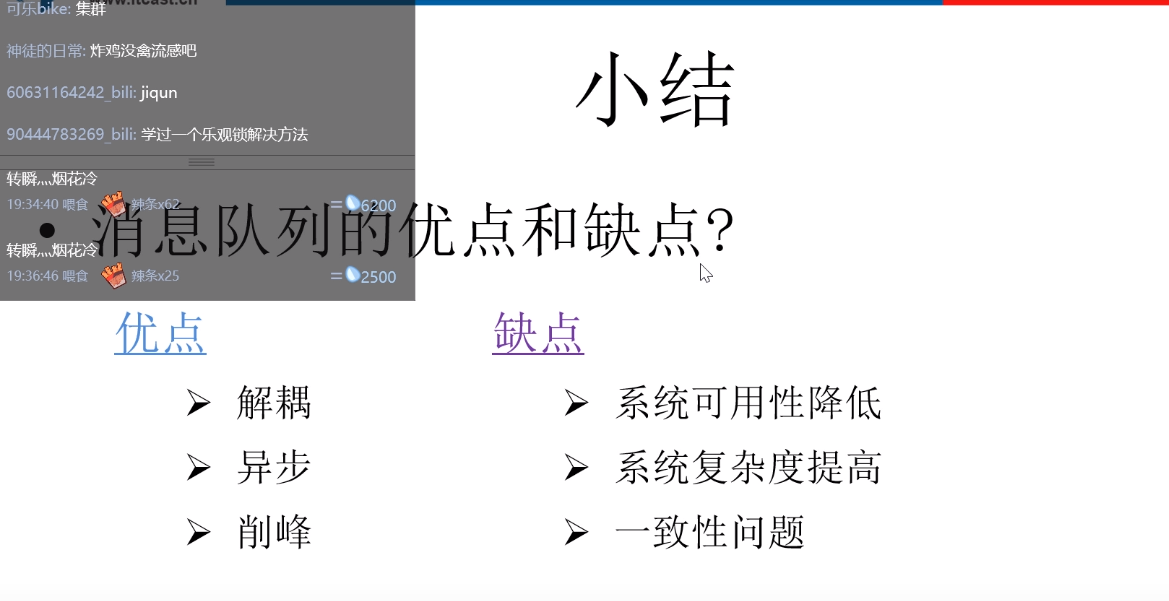 www.itcast.cn
可乐bike: 集群
神徒的日常: 炸鸡没禽流感吧
60631164242_bili: jiqun
90444783269_bili: 学过一个乐观锁解决方法
转瞬灬烟花冷
19:34:40 喂食 辣条x62 =6200
转瞬灬烟花冷
19:36:46 喂食 辣条x25 =2500
小结
• 消息队列的优点和缺点?
优点 缺点
➢ 解耦 ➢ 系统可用性降低
➢ 异步 ➢ 系统复杂度提高
➢ 削峰 ➢ 一致性问题